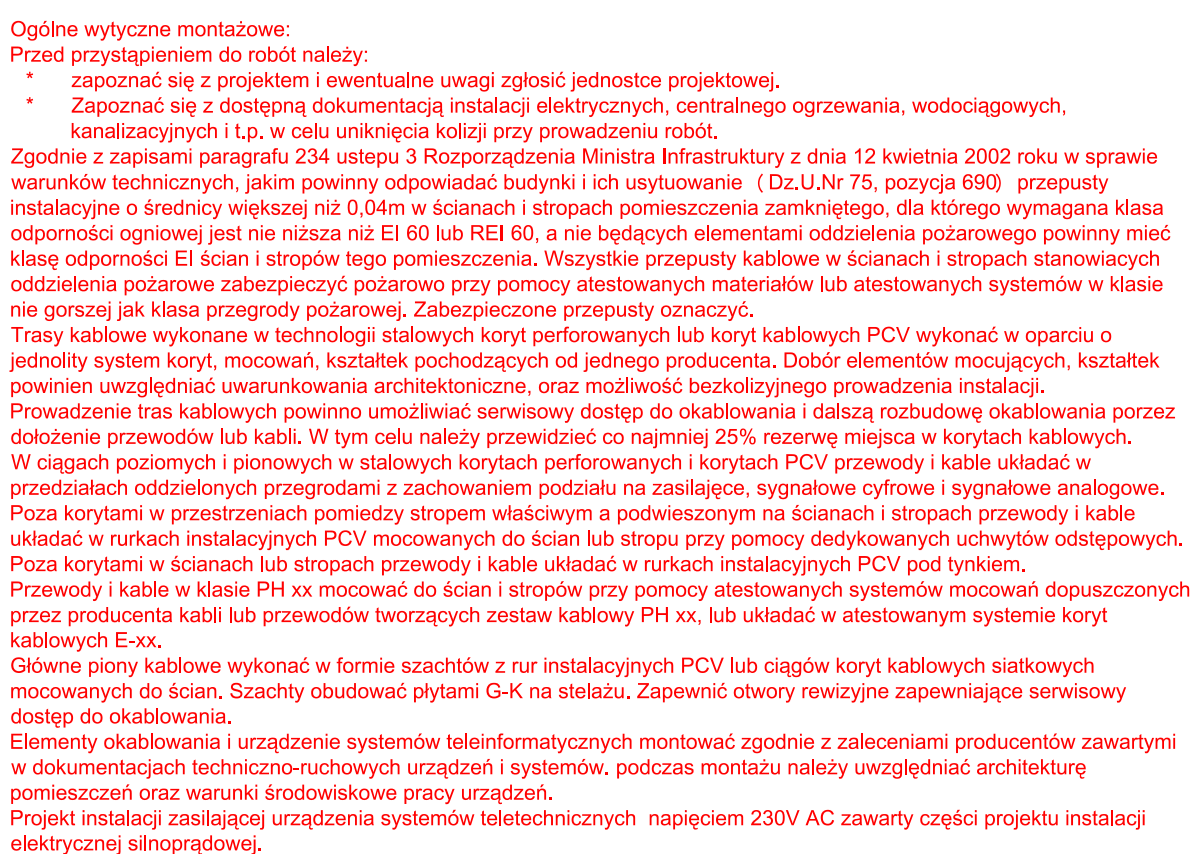 Ogólne wytyczne montażowe:
Przed przystąpieniem do robót należy:
* zapoznać się z projektem i ewentualne uwagi zgłosić jednostce projektowej.
* Zapoznać się z dostępną dokumentacją instalacji elektrycznych, centralnego ogrzewania, wodociągowych,
kanalizacyjnych i t.p. w celu uniknięcia kolizji przy prowadzeniu robót.
Zgodnie z zapisami paragrafu 234 ustepu 3 Rozporządzenia Ministra Infrastruktury z dnia 12 kwietnia 2002 roku w sprawie
warunków technicznych, jakim powinny odpowiadać budynki i ich usytuowanie ( Dz.U.Nr 75, pozycja 690) przepusty
instalacyjne o średnicy większej niż 0,04m w ścianach i stropach pomieszczenia zamkniętego, dla którego wymagana klasa
odporności ogniowej jest nie niższa niż EI 60 lub REI 60, a nie będących elementami oddzielenia pożarowego powinny mieć
klasę odporności EI ścian i stropów tego pomieszczenia. Wszystkie przepusty kablowe w ścianach i stropach stanowiacych
oddzielenia pożarowe zabezpieczyć pożarowo przy pomocy atestowanych materiałów lub atestowanych systemów w klasie
nie gorszej jak klasa przegrody pożarowej. Zabezpieczone przepusty oznaczyć.
Trasy kablowe wykonane w technologii stalowych koryt perforowanych lub koryt kablowych PCV wykonać w oparciu o
jednolity system koryt, mocowań, kształtek pochodzących od jednego producenta. Dobór elementów mocujących, kształtek
powinien uwzględniać uwarunkowania architektoniczne, oraz możliwość bezkolizyjnego prowadzenia instalacji.
Prowadzenie tras kablowych powinno umożliwiać serwisowy dostęp do okablowania i dalszą rozbudowę okablowania porzez
dołożenie przewodów lub kabli. W tym celu należy przewidzieć co najmniej 25% rezerwę miejsca w korytach kablowych.
W ciągach poziomych i pionowych w stalowych korytach perforowanych i korytach PCV przewody i kable układać w
przedziałach oddzielonych przegrodami z zachowaniem podziału na zasilajęce, sygnałowe cyfrowe i sygnałowe analogowe.
Poza korytami w przestrzeniach pomiedzy stropem właściwym a podwieszonym na ścianach i stropach przewody i kable
układać w rurkach instalacyjnych PCV mocowanych do ścian lub stropu przy pomocy dedykowanych uchwytów odstępowych.
Poza korytami w ścianach lub stropach przewody i kable układać w rurkach instalacyjnych PCV pod tynkiem.
Przewody i kable w klasie PH xx mocować do ścian i stropów przy pomocy atestowanych systemów mocowań dopuszczonych
przez producenta kabli lub przewodów tworzących zestaw kablowy PH xx, lub układać w atestowanym systemie koryt
kablowych E-xx.
Główne piony kablowe wykonać w formie szachtów z rur instalacyjnych PCV lub ciągów koryt kablowych siatkowych
mocowanych do ścian. Szachty obudować płytami G-K na stelażu. Zapewnić otwory rewizyjne zapewniające serwisowy
dostęp do okablowania.
Elementy okablowania i urządzenie systemów teleinformatycznych montować zgodnie z zaleceniami producentów zawartymi
w dokumentacjach techniczno-ruchowych urządzeń i systemów. podczas montażu należy uwzględniać architekturę
pomieszczeń oraz warunki środowiskowe pracy urządzeń.
Projekt instalacji zasilającej urządzenia systemów teletechnicznych napięciem 230V AC zawarty części projektu instalacji
elektrycznej silnoprądowej.